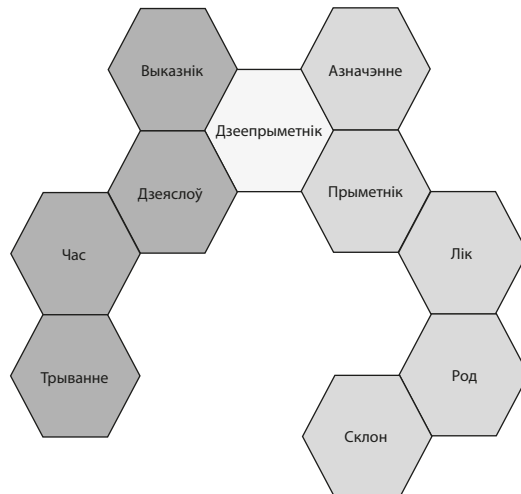 Выказнік
Азначэнне
Дзеепрыметнік
Дзеяслоў
Прыметнік
Час
Лік
Трыванне
Род
Склон